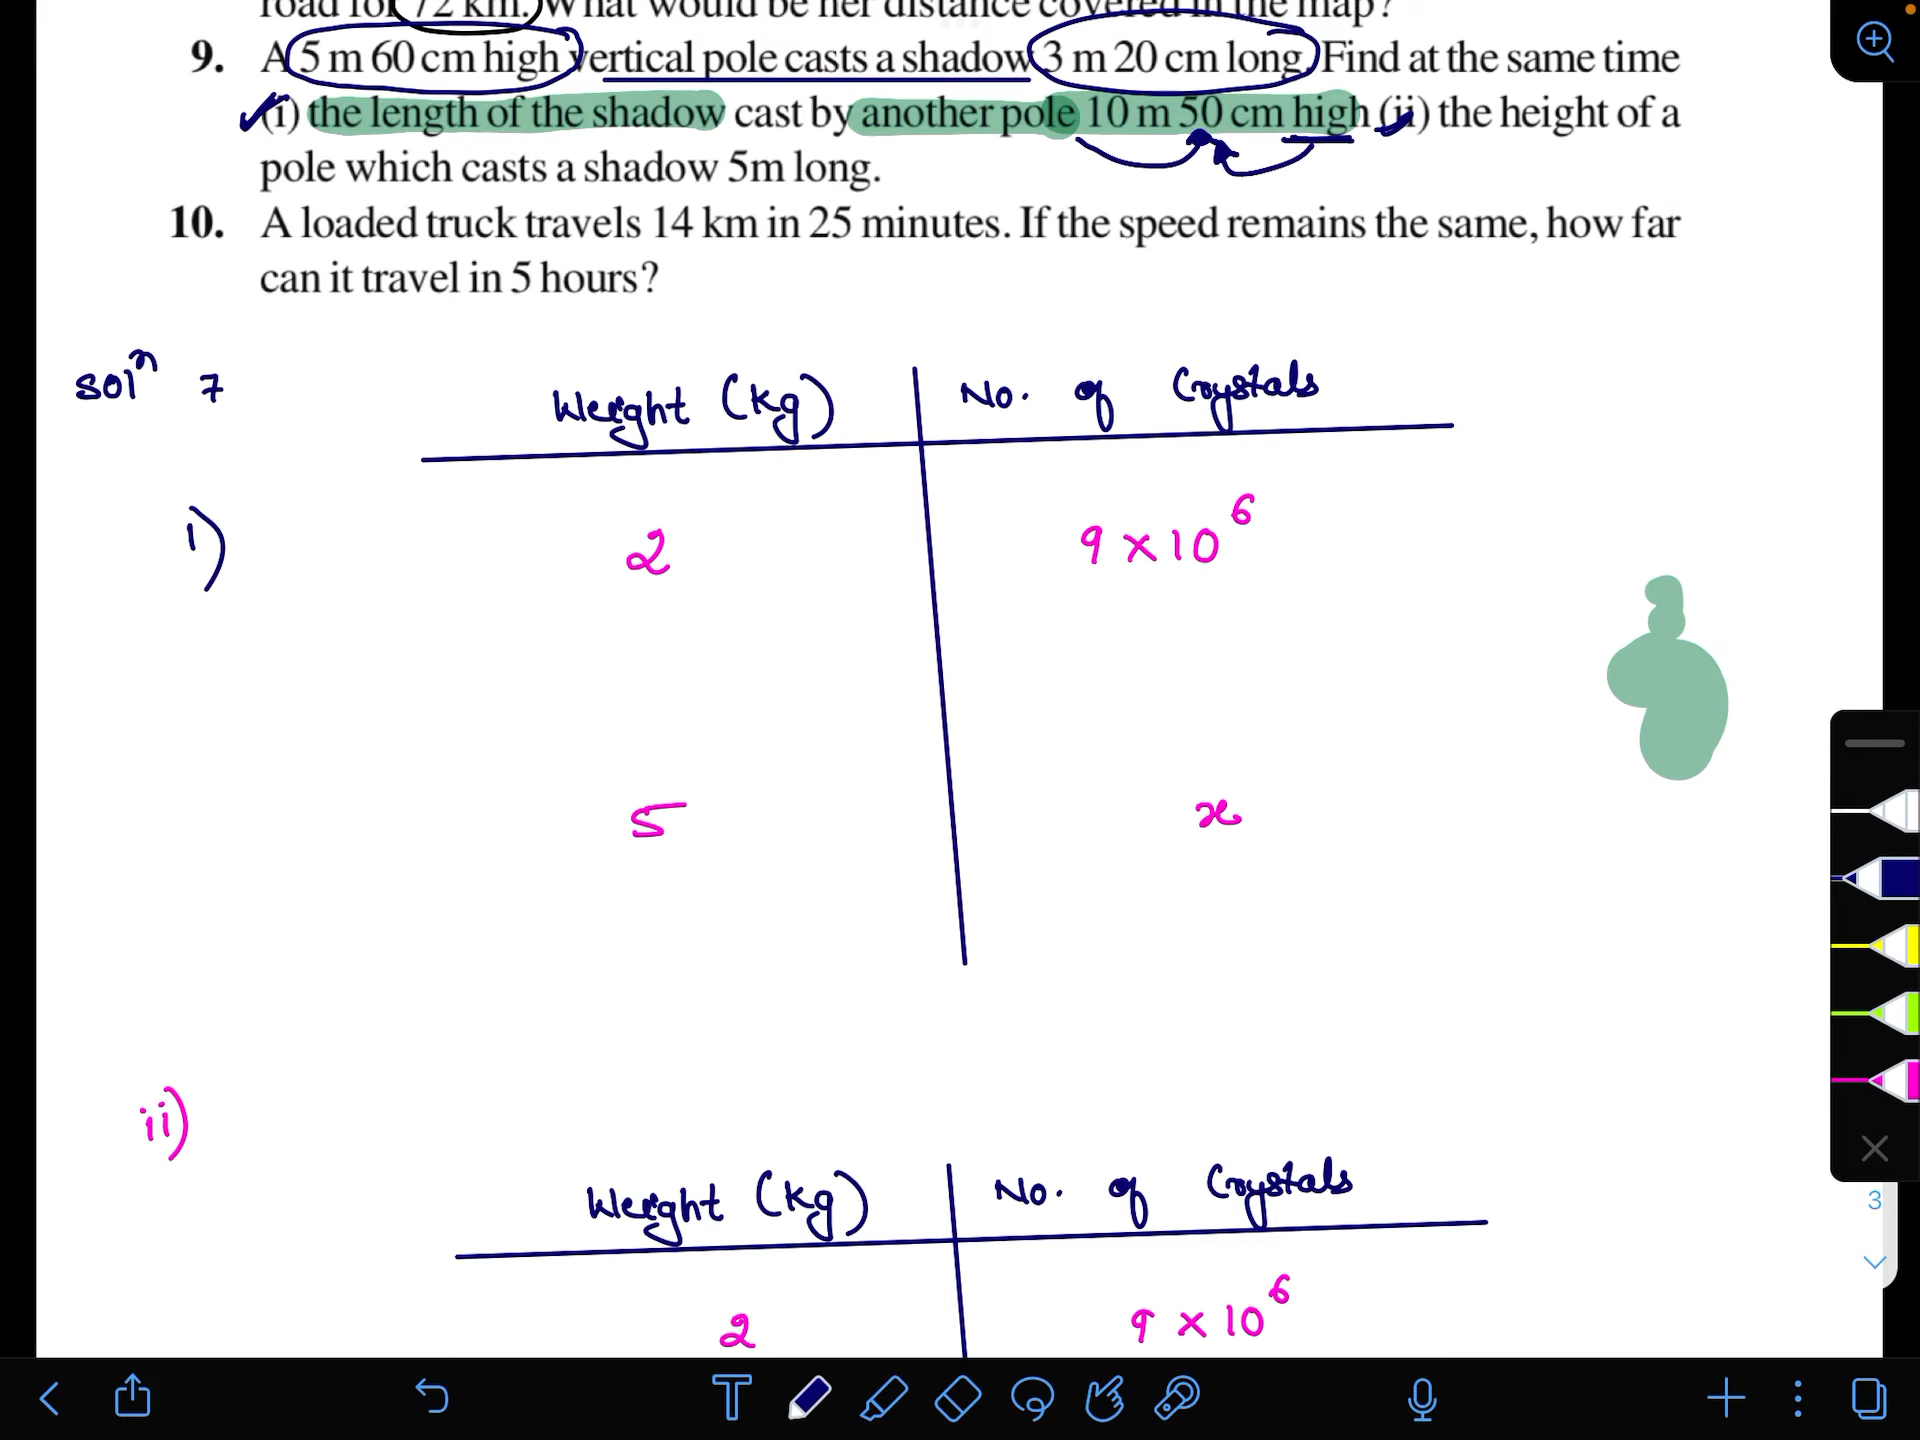 road for 72 km. What would be her distance covered in the map?
9. A 5 m 60 cm high vertical pole casts a shadow 3 m 20 cm long. Find at the same time
(i) the length of the shadow cast by another pole 10 m 50 cm high (ii) the height of a
pole which casts a shadow 5m long.
10. A loaded truck travels 14 km in 25 minutes. If the speed remains the same, how far
can it travel in 5 hours?
Solⁿ 7
Weight (kg) No. of Crystals
i) 2 9 × 10⁶
5 x
ii)
Weight (kg) No. of Crystals
2 9 × 10⁶
3